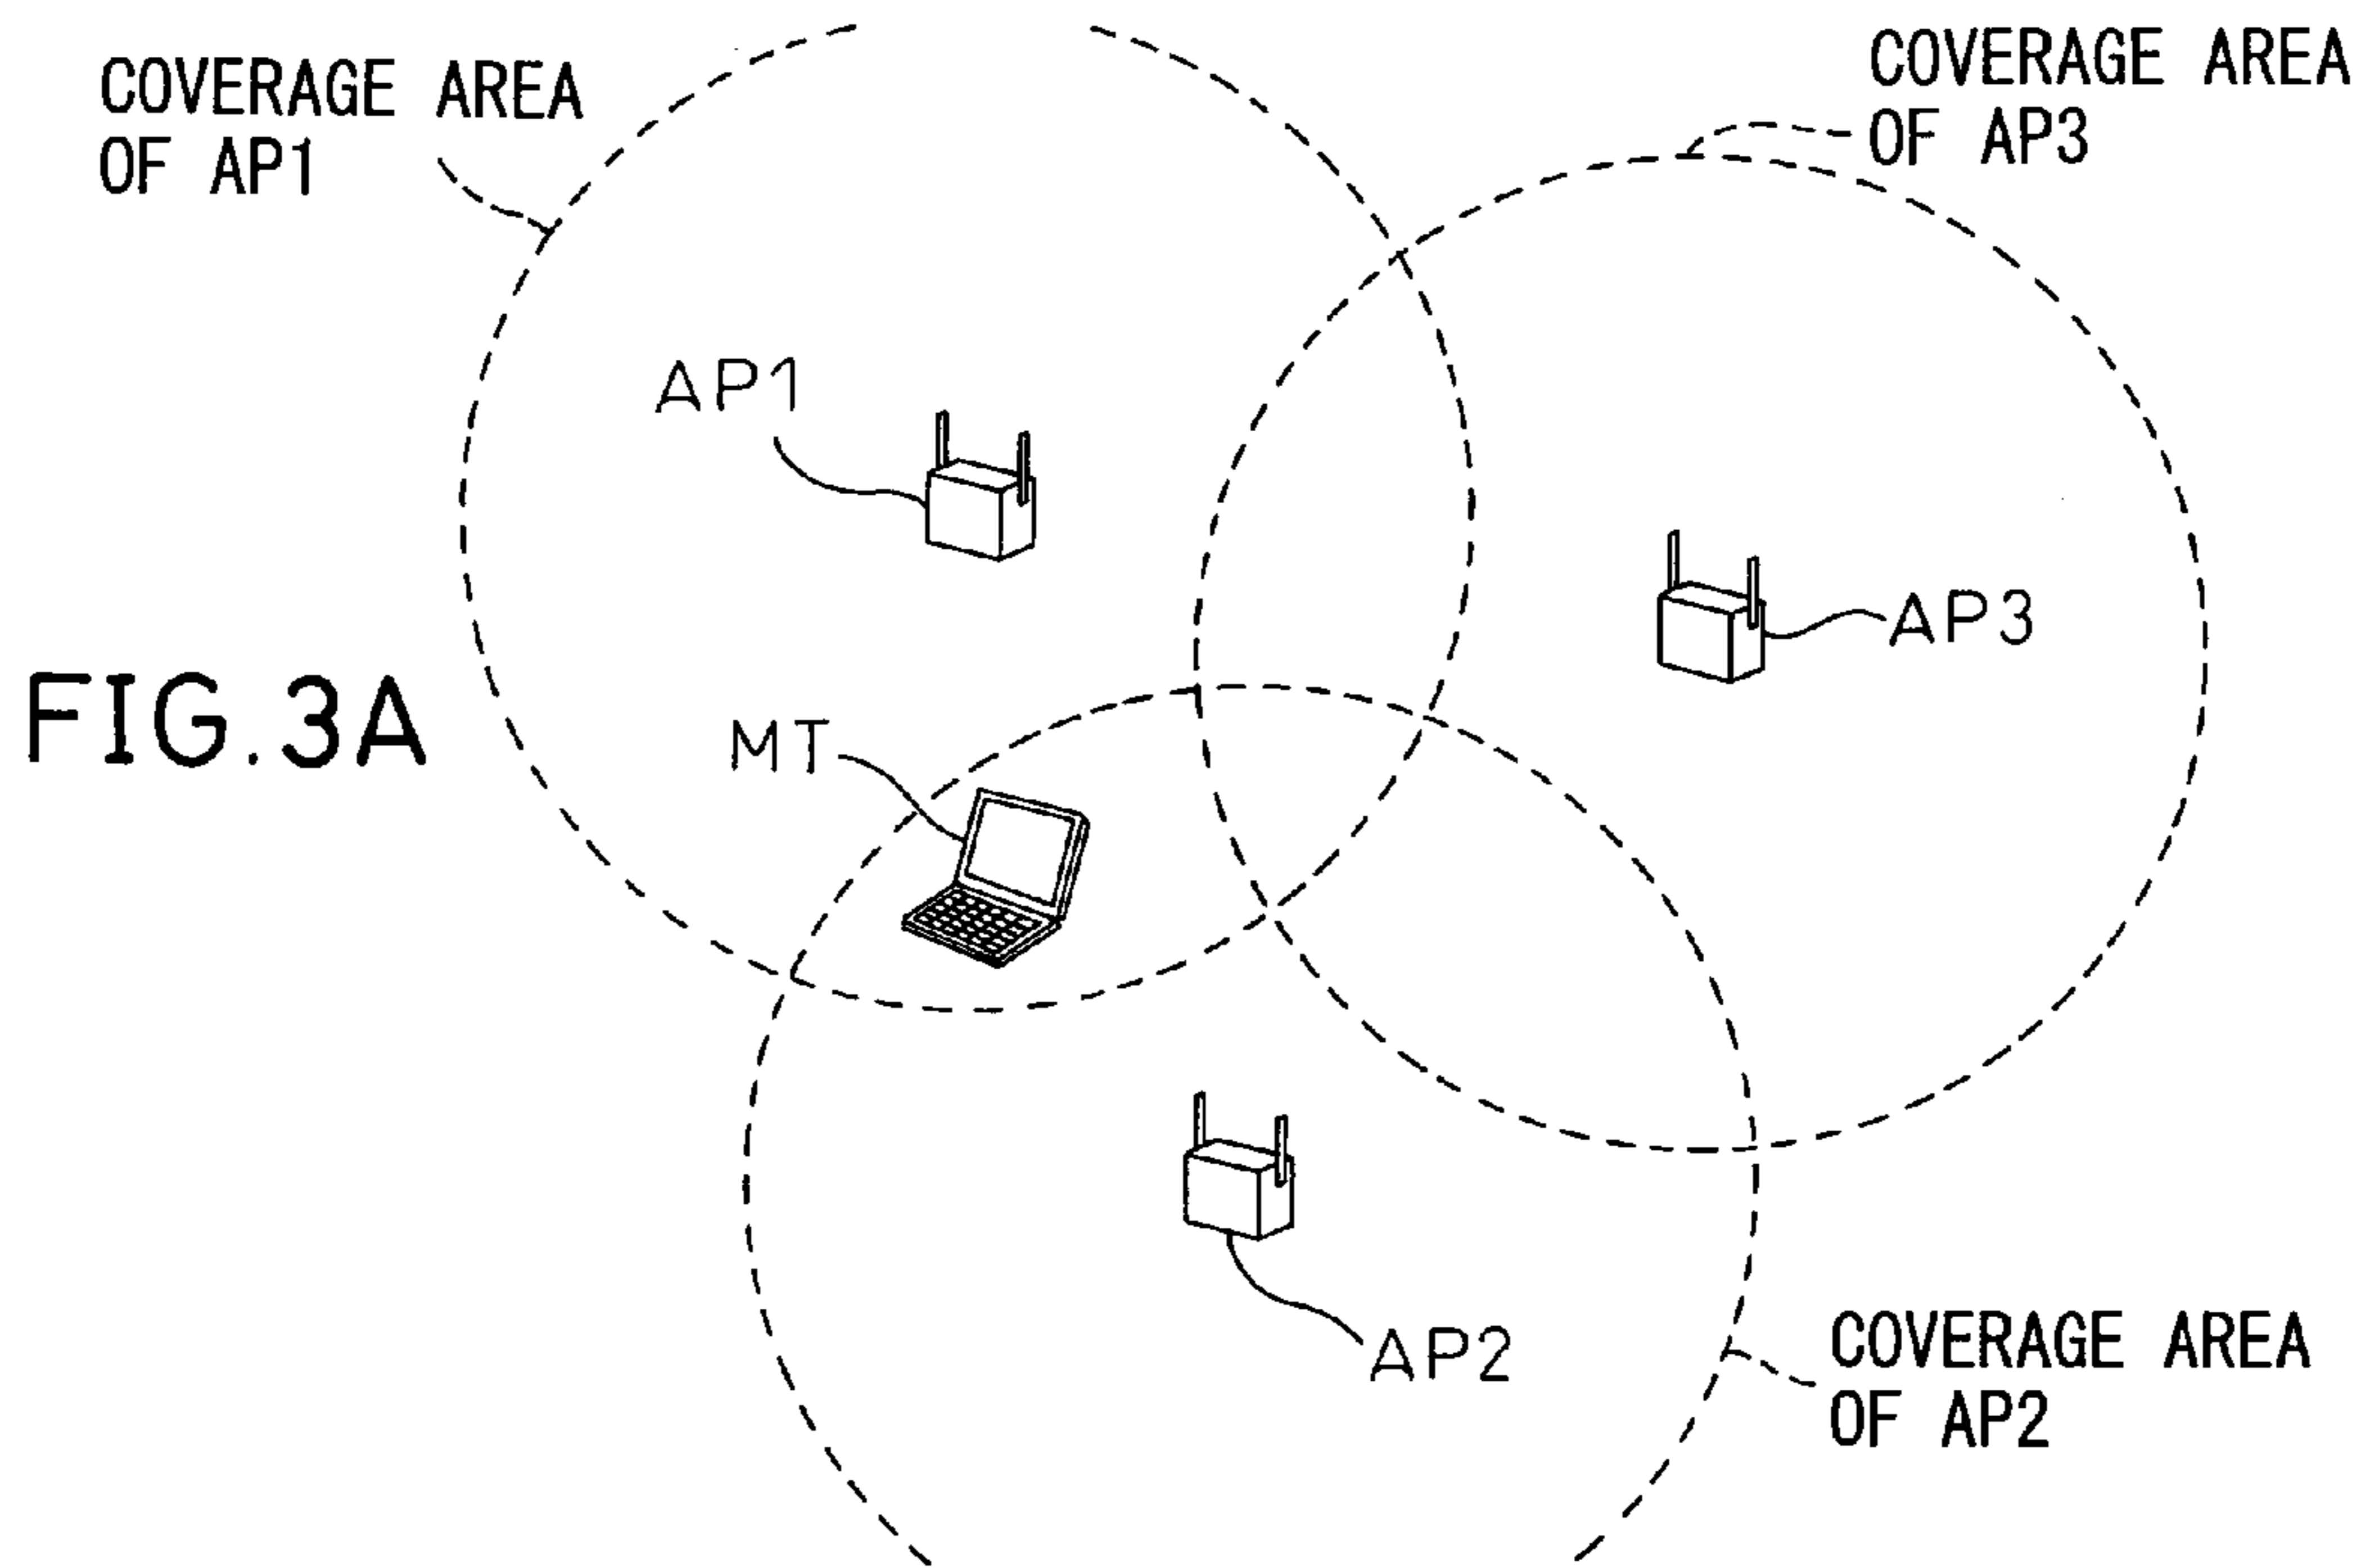 COVERAGE AREA
OF AP1
COVERAGE AREA
OF AP3
AP1
AP3
FIG.3A
MT
AP2
COVERAGE AREA
OF AP2